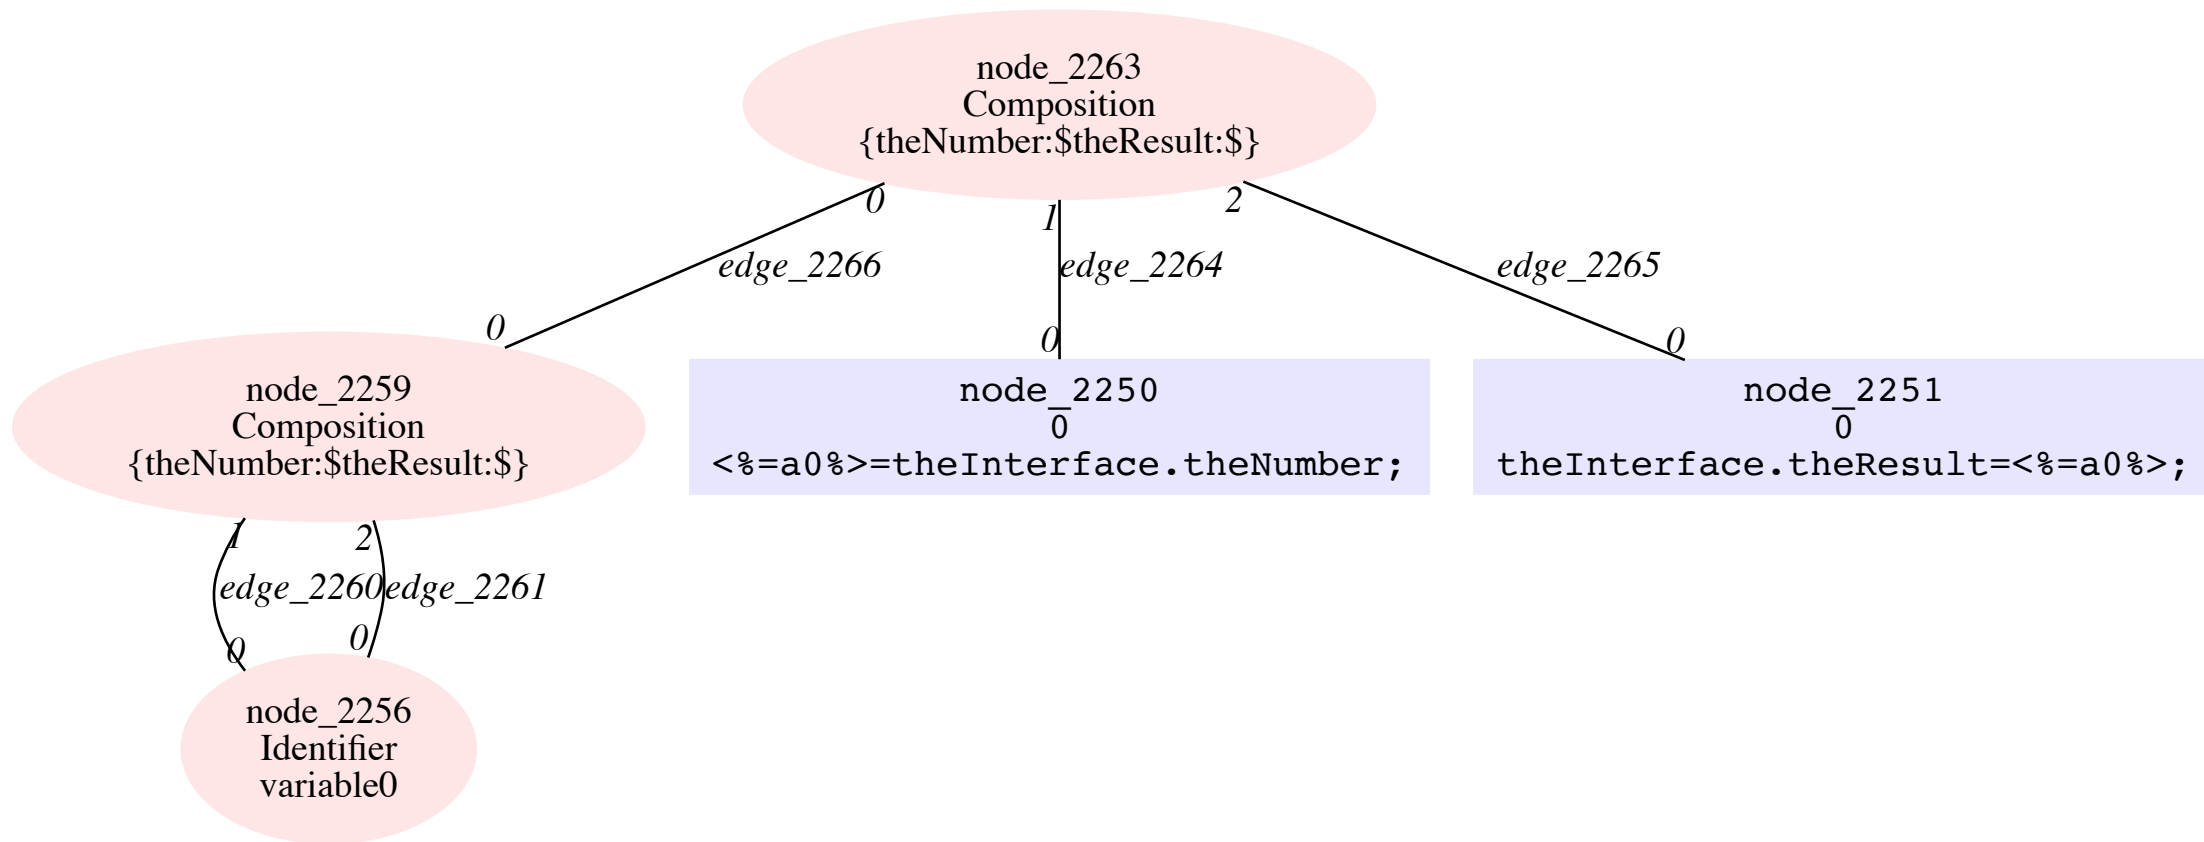 node_2263
Composition
{theNumber:$theResult:$}
0
1
2
edge_2266
edge_2264
edge_2265
0
0
0
node_2259
Composition
{theNumber:$theResult:$}
node_2250
0
<%=a0%>=theInterface.theNumber;
node_2251
0
theInterface.theResult=<%=a0%>;
1
2
edge_2260
edge_2261
0
0
node_2256
Identifier
variable0